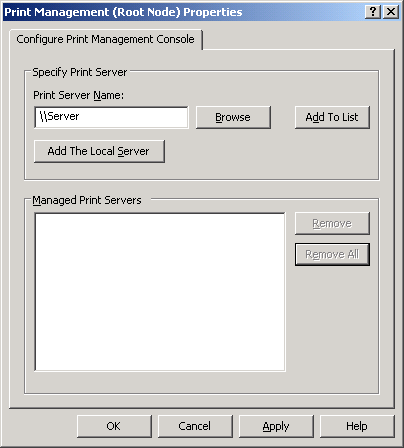 Print Management (Root Node) Properties
Configure Print Management Console
Specify Print Server
Print Server Name:
\\Server
Browse
Add To List
Add The Local Server
Managed Print Servers
Remove
Remove All
OK
Cancel
Apply
Help